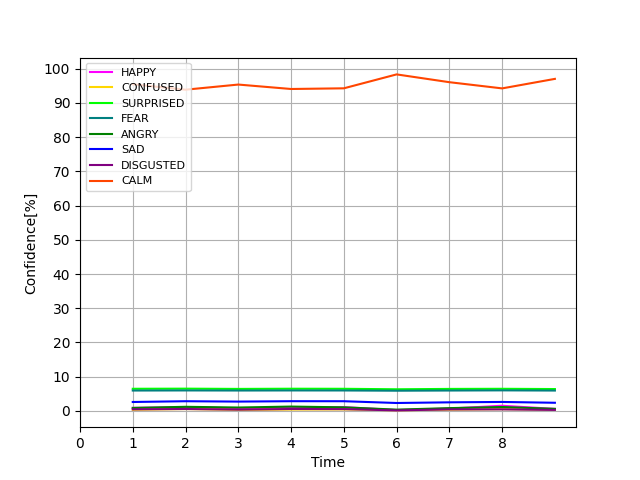 100
90
80
70
60
50
40
30
20
10
0
Confidence[%]
HAPPY
CONFUSED
SURPRISED
FEAR
ANGRY
SAD
DISGUSTED
CALM
0 1 2 3 4 5 6 7 8
Time